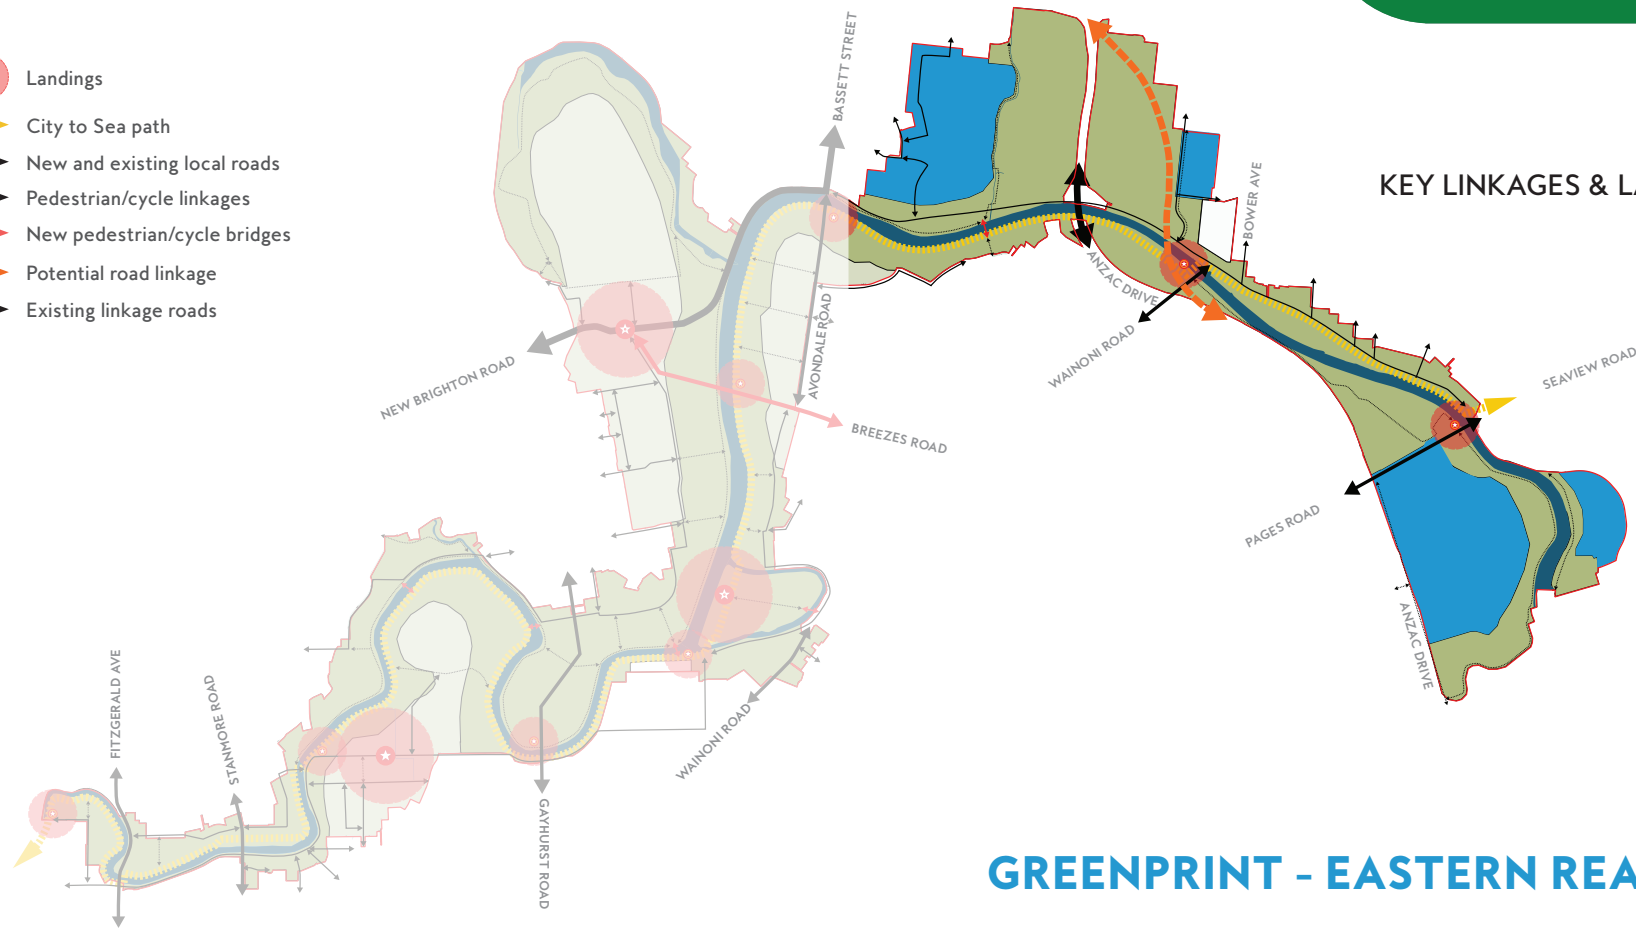 Landings
City to Sea path
New and existing local roads
Pedestrian/cycle linkages
New pedestrian/cycle bridges
Potential road linkage
Existing linkage roads
BASSETT STREET
KEY LINKAGES & LA
BOWER AVE
ANZAC DRIVE
WAINONI ROAD
SEAVIEW ROAD
AVONDALE ROAD
NEW BRIGHTON ROAD
BREEZES ROAD
PAGES ROAD
ANZAC DRIVE
FITZGERALD AVE
STANMORE ROAD
WAINONI ROAD
GAYHURST ROAD
GREENPRINT - EASTERN REA